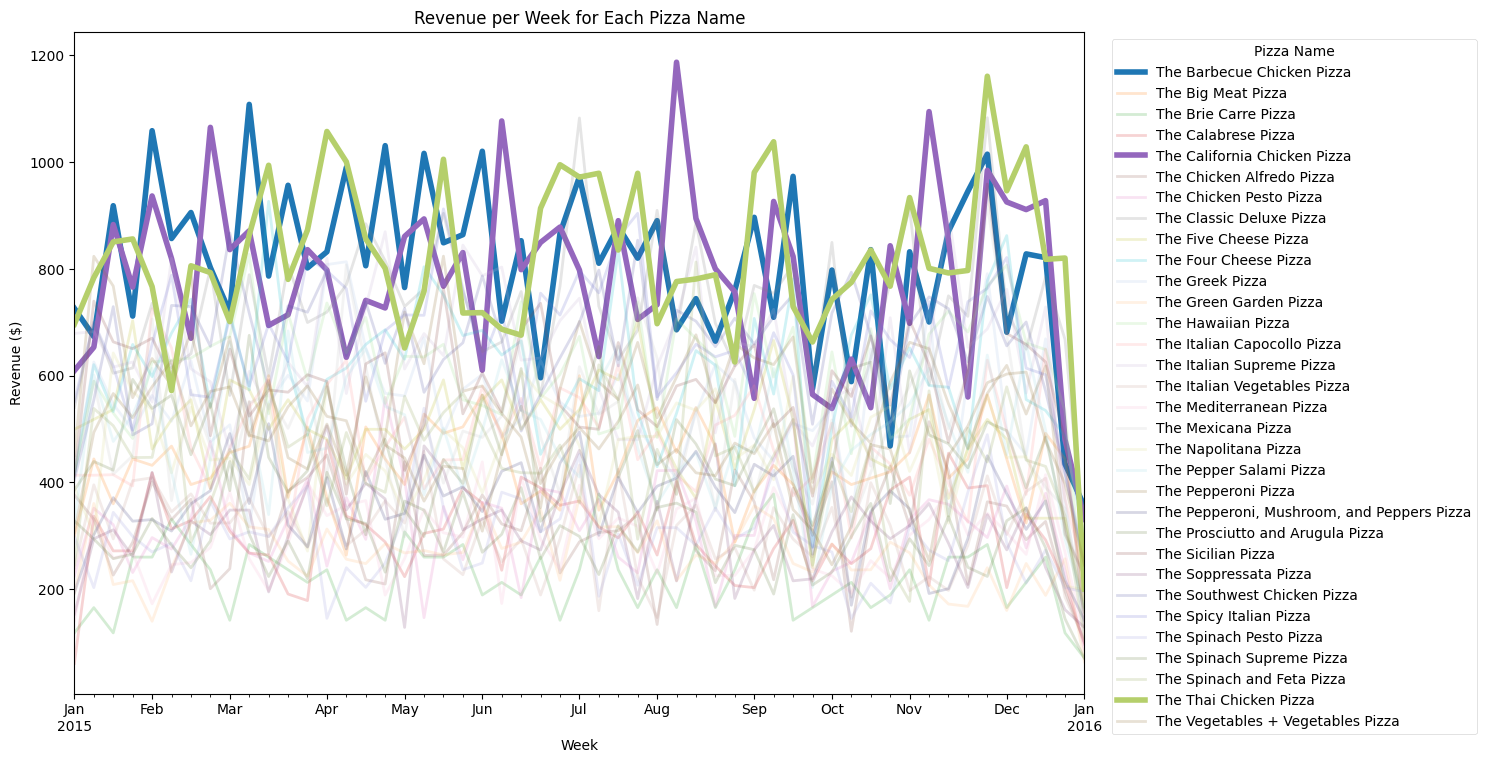 Revenue per Week for Each Pizza Name
Revenue ($)
1200
1000
800
600
400
200
Jan
2015
Feb
Mar
Apr
May
Jun
Jul
Aug
Sep
Oct
Nov
Dec
Jan
2016
Week
Pizza Name
The Barbecue Chicken Pizza
The Big Meat Pizza
The Brie Carre Pizza
The Calabrese Pizza
The California Chicken Pizza
The Chicken Alfredo Pizza
The Chicken Pesto Pizza
The Classic Deluxe Pizza
The Five Cheese Pizza
The Four Cheese Pizza
The Greek Pizza
The Green Garden Pizza
The Hawaiian Pizza
The Italian Capocollo Pizza
The Italian Supreme Pizza
The Italian Vegetables Pizza
The Mediterranean Pizza
The Mexicana Pizza
The Napolitana Pizza
The Pepper Salami Pizza
The Pepperoni Pizza
The Pepperoni, Mushroom, and Peppers Pizza
The Prosciutto and Arugula Pizza
The Sicilian Pizza
The Soppressata Pizza
The Southwest Chicken Pizza
The Spicy Italian Pizza
The Spinach Pesto Pizza
The Spinach Supreme Pizza
The Spinach and Feta Pizza
The Thai Chicken Pizza
The Vegetables + Vegetables Pizza